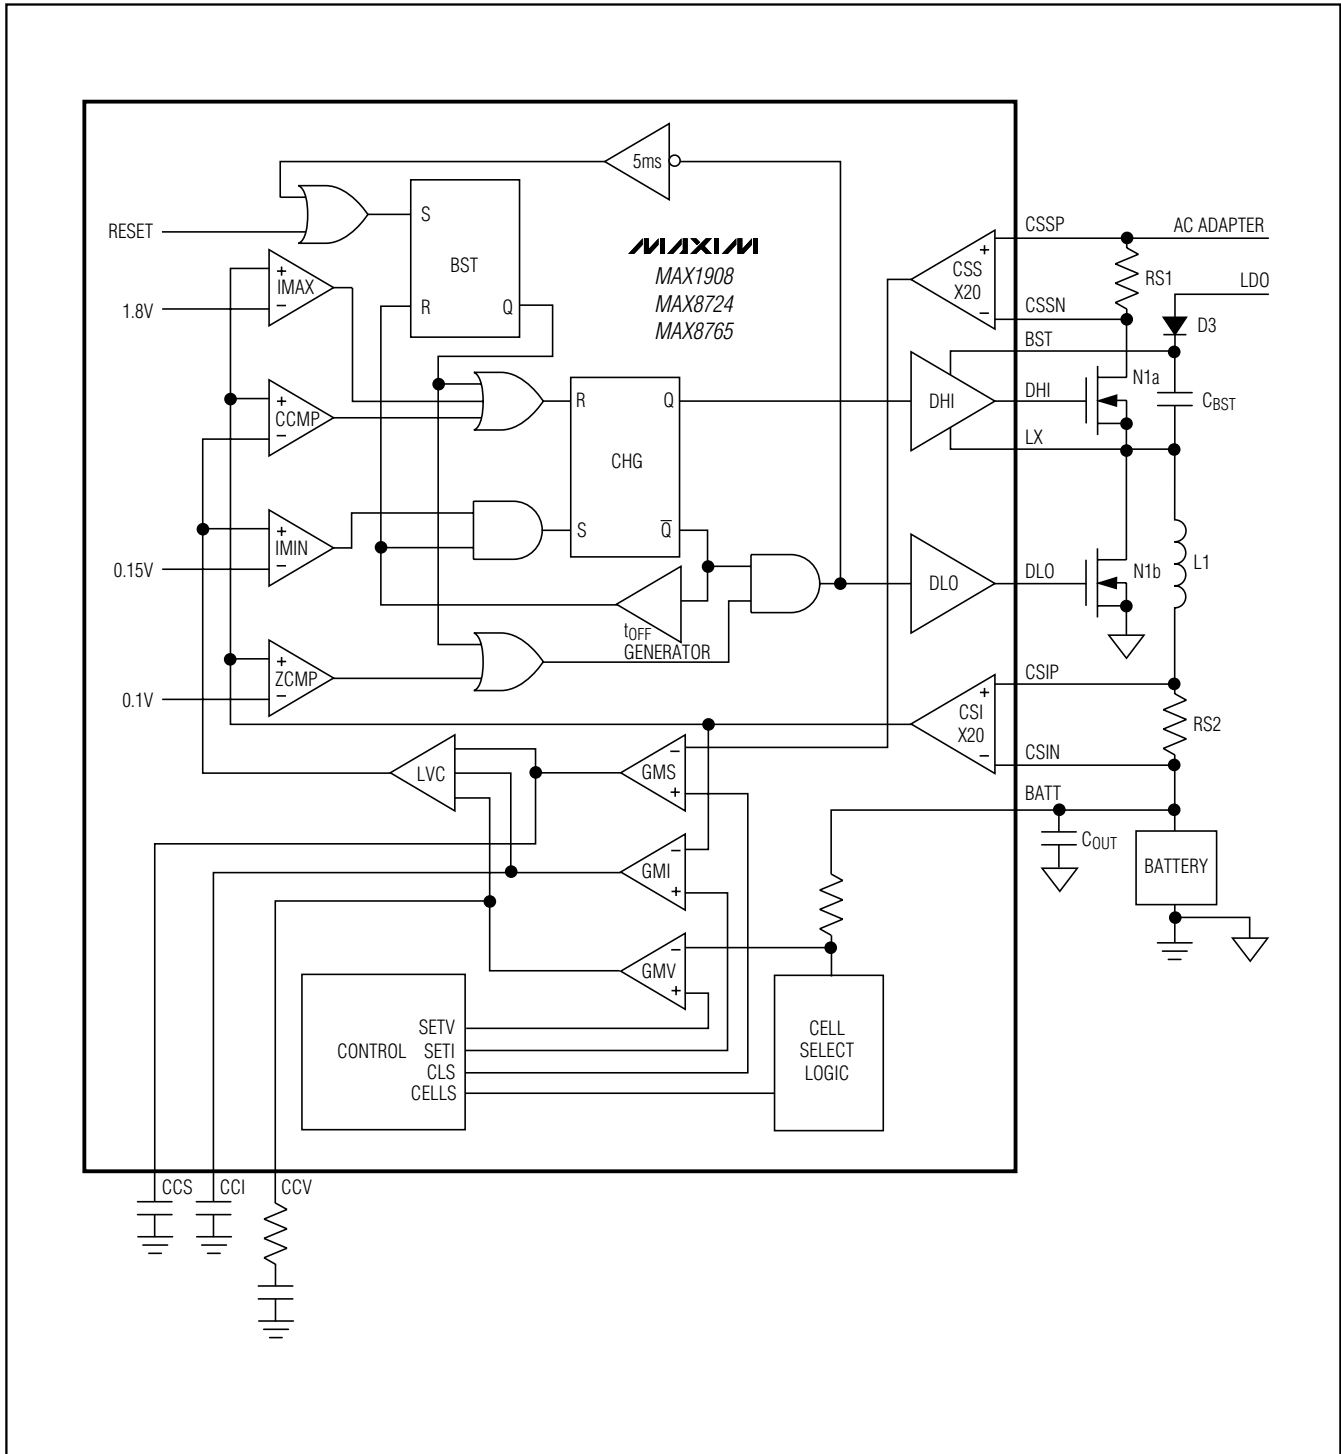 5ms
RESET
S
BST
R
Q
MAXIM
MAX1908
MAX8724
MAX8765
+
IMAX
−
1.8V
+
CSS
X20
−
CSSP
AC ADAPTER
RS1
LDO
CSSN
D3
BST
N1a
DHI
DHI
C_BST
LX
+
CCMP
−
R
Q
CHG
S
Q̅
+
IMIN
−
0.15V
tOFF
GENERATOR
DLO
DLO
N1b
L1
+
ZCMP
−
0.1V
CSIP
+
CSI
X20
−
RS2
CSIN
LVC
−
GMS
+
BATT
COUT
BATTERY
−
GMI
+
−
GMV
+
CONTROL
SETV
SETI
CLS
CELLS
CELL
SELECT
LOGIC
CCS
CCI
CCV